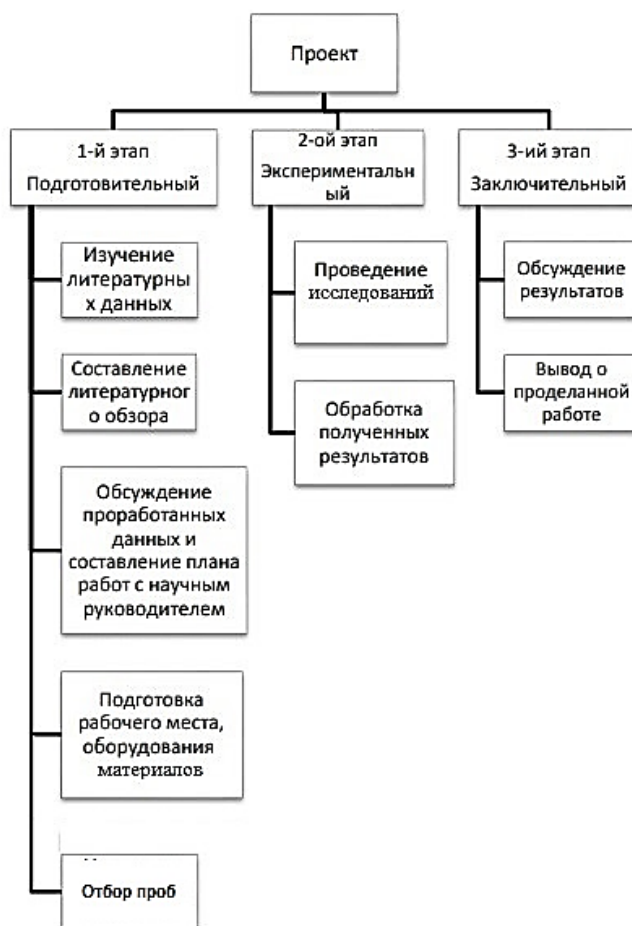 Проект
1-й этап
Подготовительный
2-ой этап
Экспериментальн
ый
3-ий этап
Заключительный
Изучение
литературны
х данных
Составление
литературног
о обзора
Обсуждение
проработанных
данных и
составление плана
работ с научным
руководителем
Подготовка
рабочего места,
оборудования
материалов
Отбор проб
Проведение
исследований
Обработка
полученных
результатов
Обсуждение
результатов
Вывод о
проделанной
работе